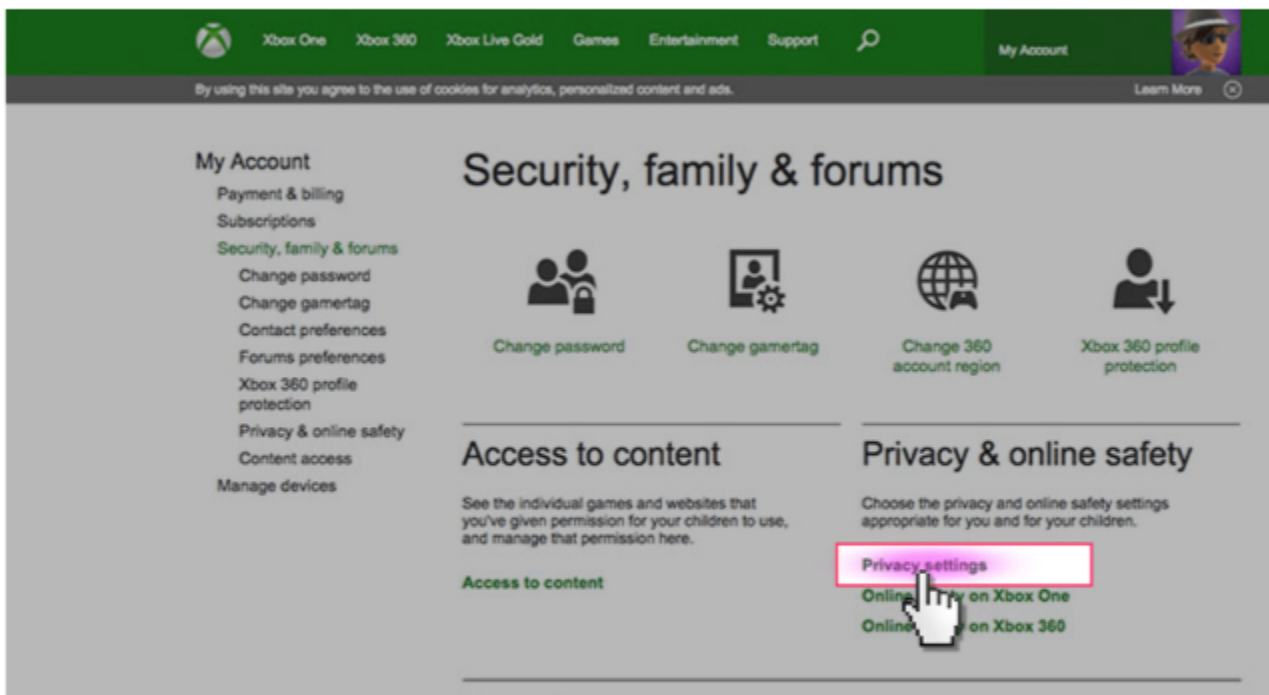 Xbox One Xbox 360 Xbox Live Gold Games Entertainment Support My Account
By using this site you agree to the use of cookies for analytics, personalized content and ads. Learn More
My Account
Payment & billing
Subscriptions
Security, family & forums
Change password
Change gamertag
Contact preferences
Forums preferences
Xbox 360 profile
protection
Privacy & online safety
Content access
Manage devices
Security, family & forums
Change password
Change gamertag
Change 360
account region
Xbox 360 profile
protection
Access to content
See the individual games and websites that
you've given permission for your children to use,
and manage that permission here.
Access to content
Privacy & online safety
Choose the privacy and online safety settings
appropriate for you and for your children.
Privacy settings
Online on Xbox One
Online on Xbox 360